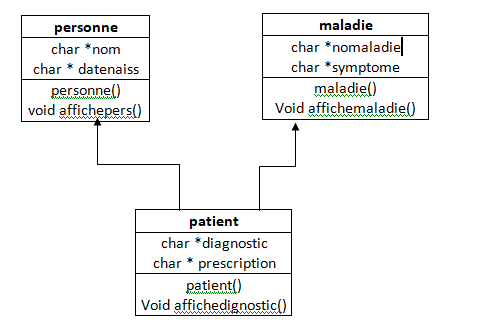 personne
char *nom
char * datenaiss
personne()
void affichepers()
maladie
char *nomaladie
char *symptome
maladie()
Void affichemaladie()
patient
char *diagnostic
char * prescription
patient()
Void affichedignostic()